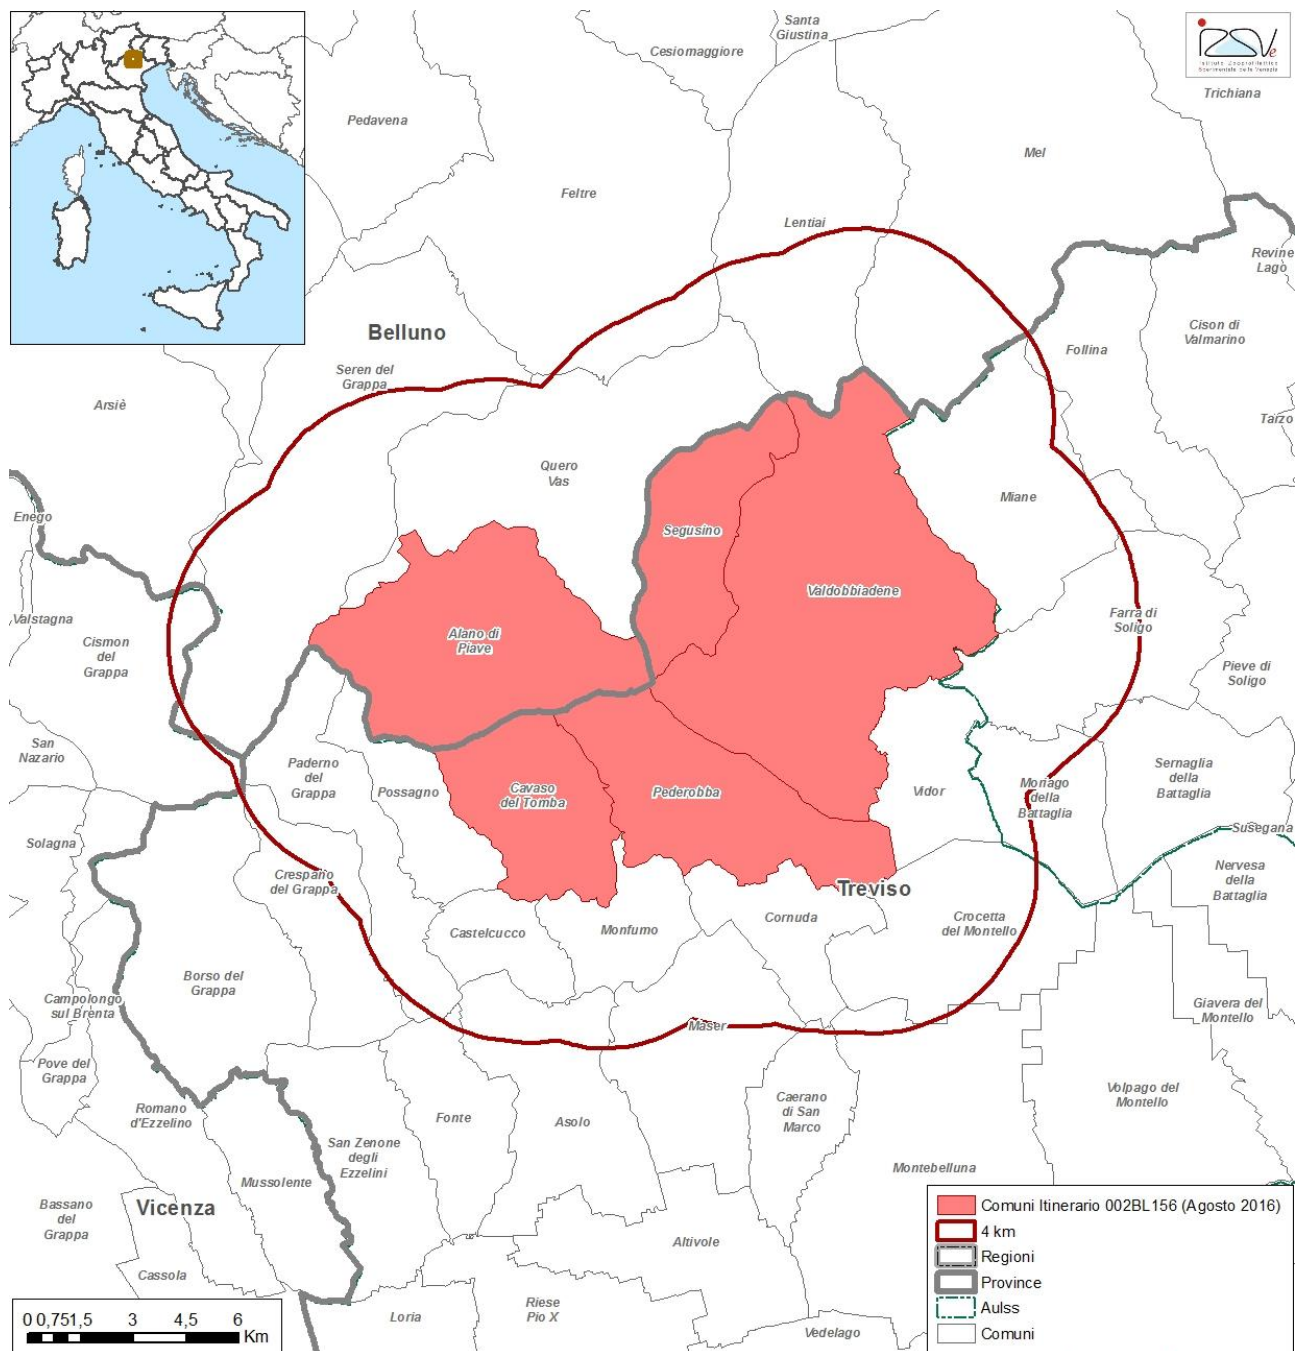 Santa
Giustina
Cesiomaggiore
IZSVe
Istituto Zooprofilattico
Sperimentale delle Venezie
Trichiana
Pedavena
Mel
Feltre
Lentiai
Revine
Lago
Belluno
Cison di
Valmarino
Follina
Seren del
Grappa
Arsiè
Tarzo
Quero
Vas
Miane
Enego
Segusino
Valdobbiadene
Valstagna
Farra di
Soligo
Cismon
del
Grappa
Alano di
Piave
Pieve di
Soligo
San
Nazario
Paderno
del
Grappa
Possagno
Cavaso
del Tomba
Pederobba
Vidor
Moriago
della
Battaglia
Sernaglia
della
Battaglia
Solagna
Susegana
Crespano
del Grappa
Treviso
Nervesa
della
Battaglia
Castelcucco
Monfumo
Cornuda
Crocetta
del Montello
Borso del
Grappa
Campolongo
sul Brenta
Giavera del
Montello
Maser
Pove del
Grappa
Romano
d'Ezzelino
Fonte
Asolo
Caerano
di San
Marco
Volpago del
Montello
San Zenone
degli
Ezzelini
Mussolente
Montebelluna
Bassano
del
Grappa
Vicenza
Altivole
Cassola
Loria
Riese
Pio X
Vedelago
Comuni Itinerario 002BL156 (Agosto 2016)
4 km
Regioni
Province
Aulss
Comuni
0 0,75 1,5 3 4,5 6
Km